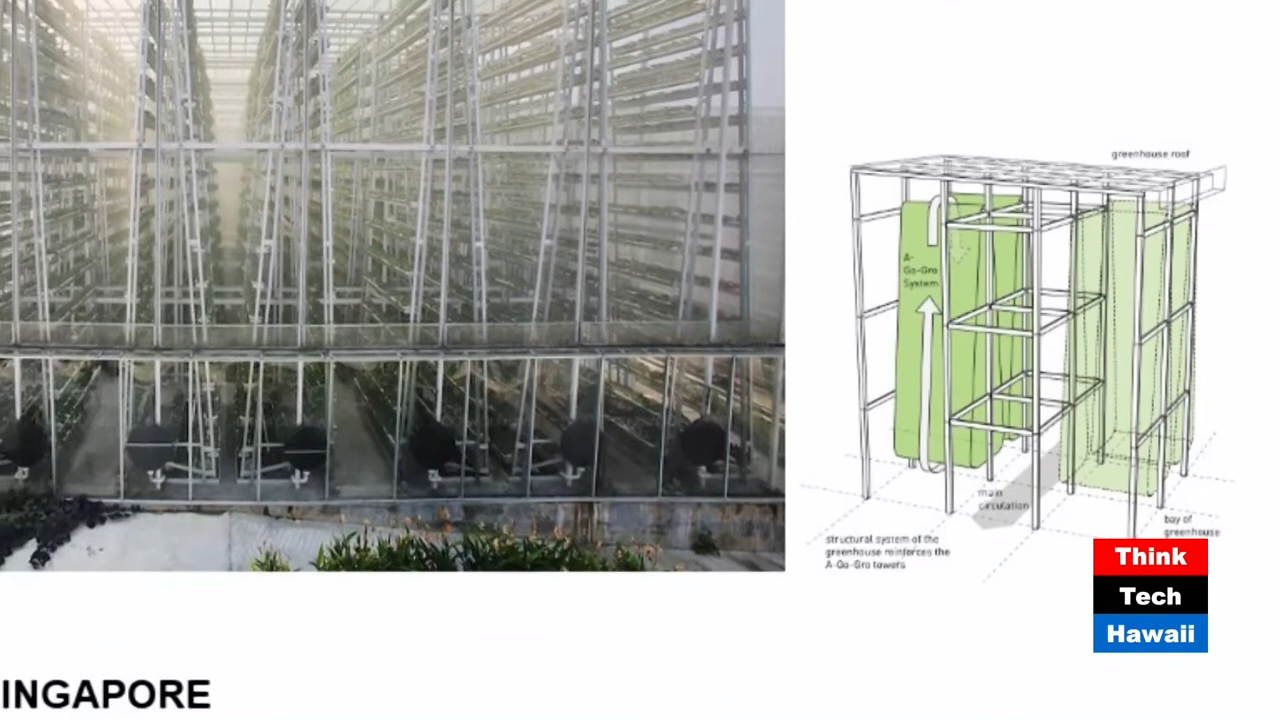 greenhouse roof
A-
Go-Gro
System
main
circulation
bay of
greenhouse
structural system of the
greenhouse reinforces the
A-Go-Gro towers
Think
Tech
Hawaii
INGAPORE